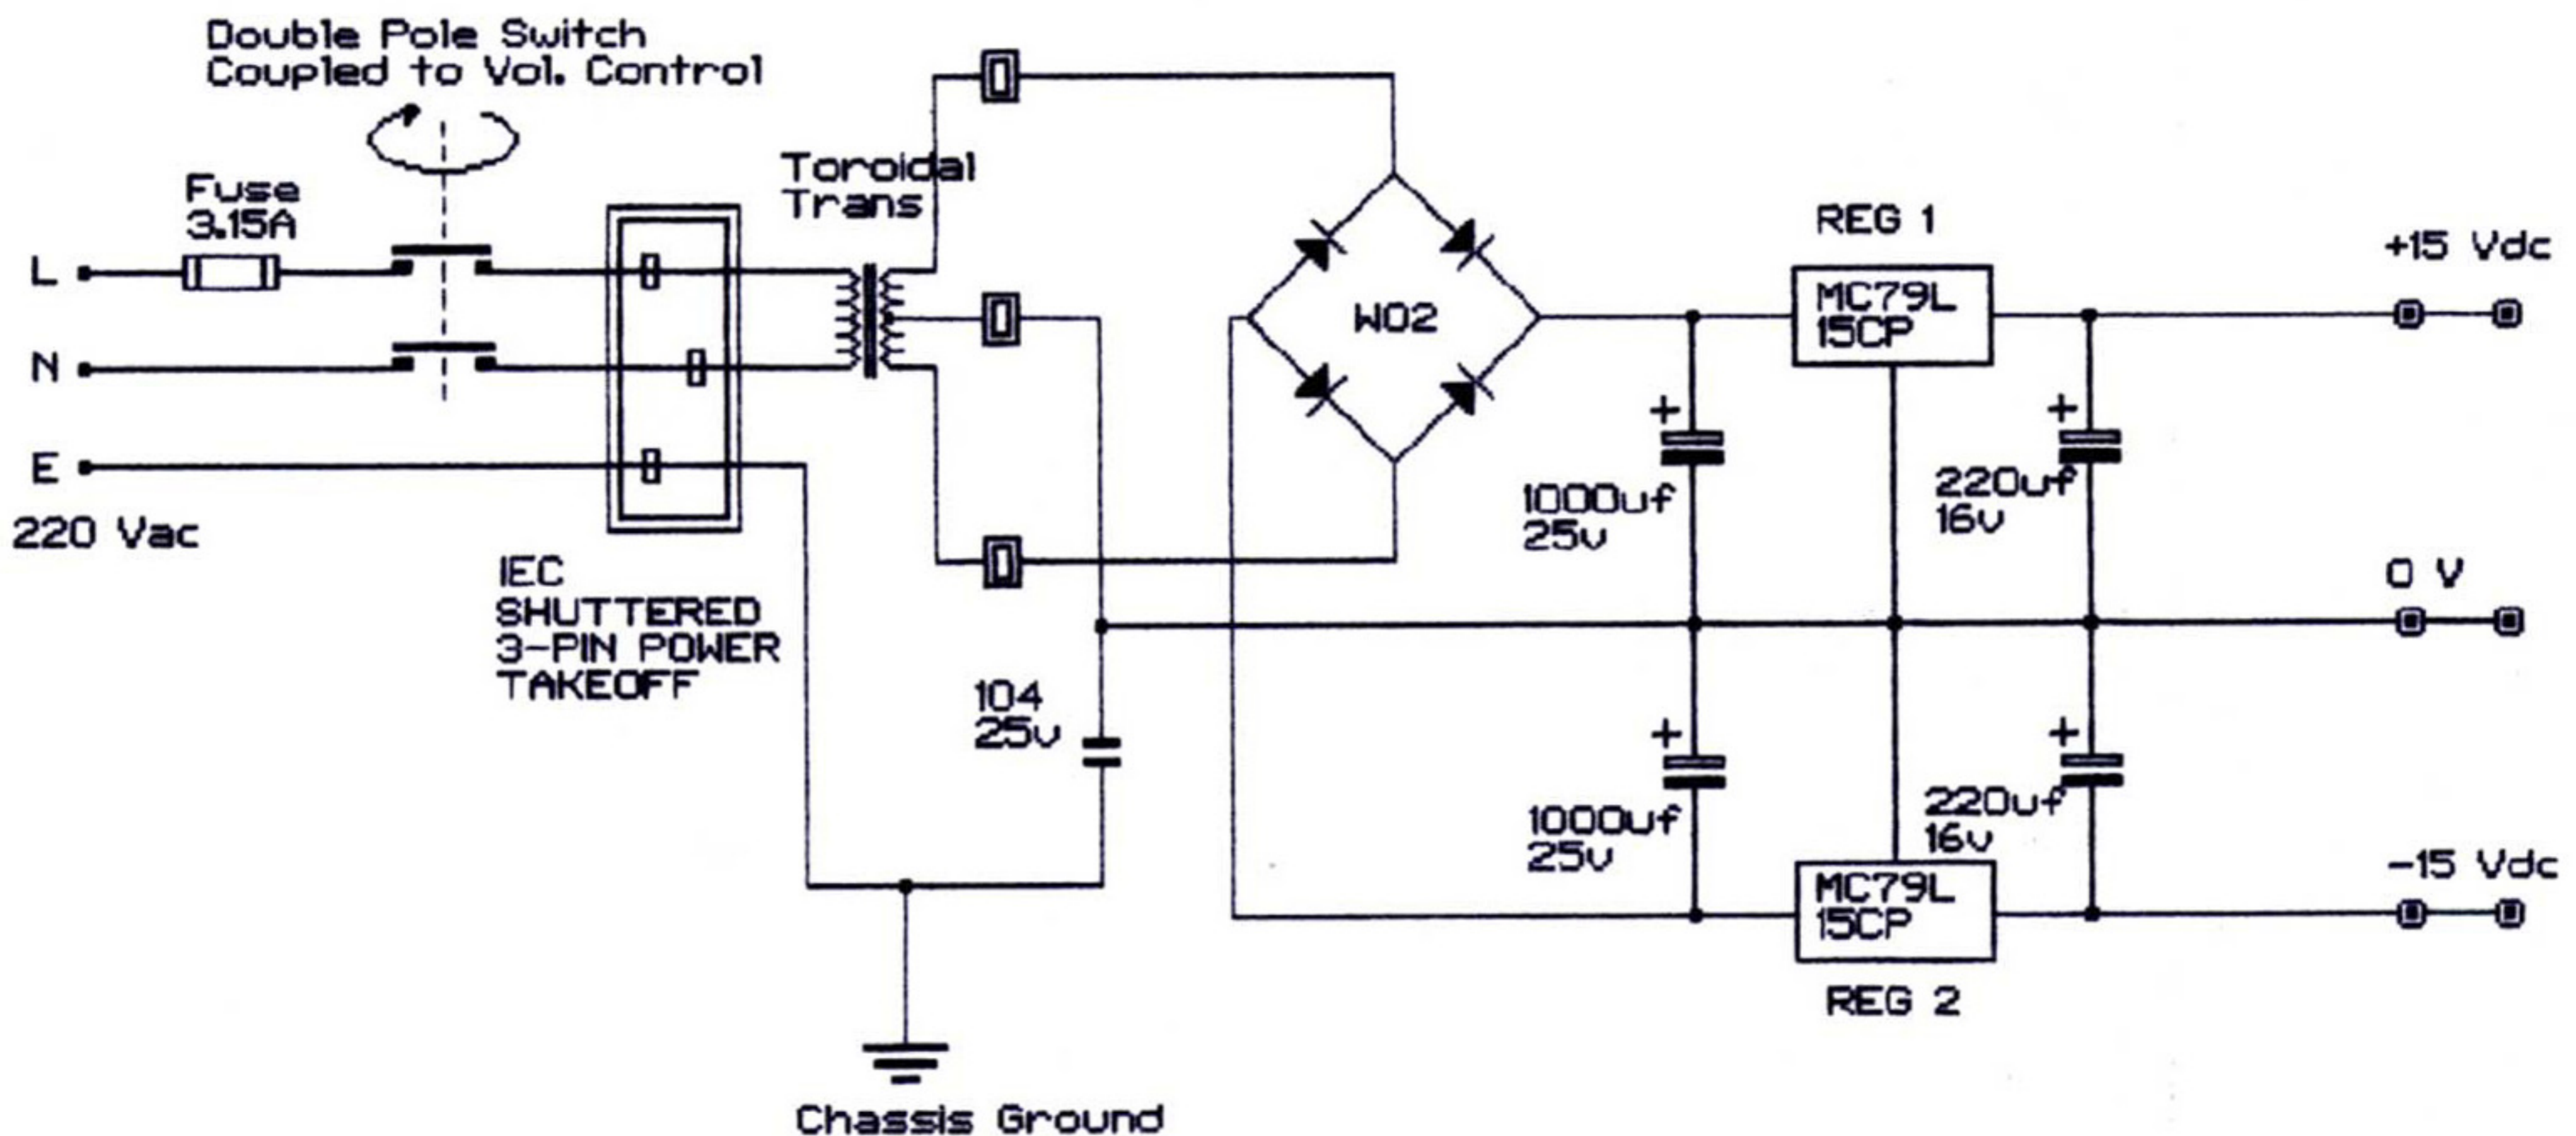 Double Pole Switch
Coupled to Vol. Control
Fuse
3.15A
L
N
E
220 Vac
IEC
SHUTTERED
3-PIN POWER
TAKEOFF
Toroidal
Trans
104
25v
Chassis Ground
W02
1000uf
25v
1000uf
25v
REG 1
MC79L
15CP
220uf
16v
220uf
16v
MC79L
15CP
REG 2
+15 Vdc
0 V
-15 Vdc
+
+
+
+